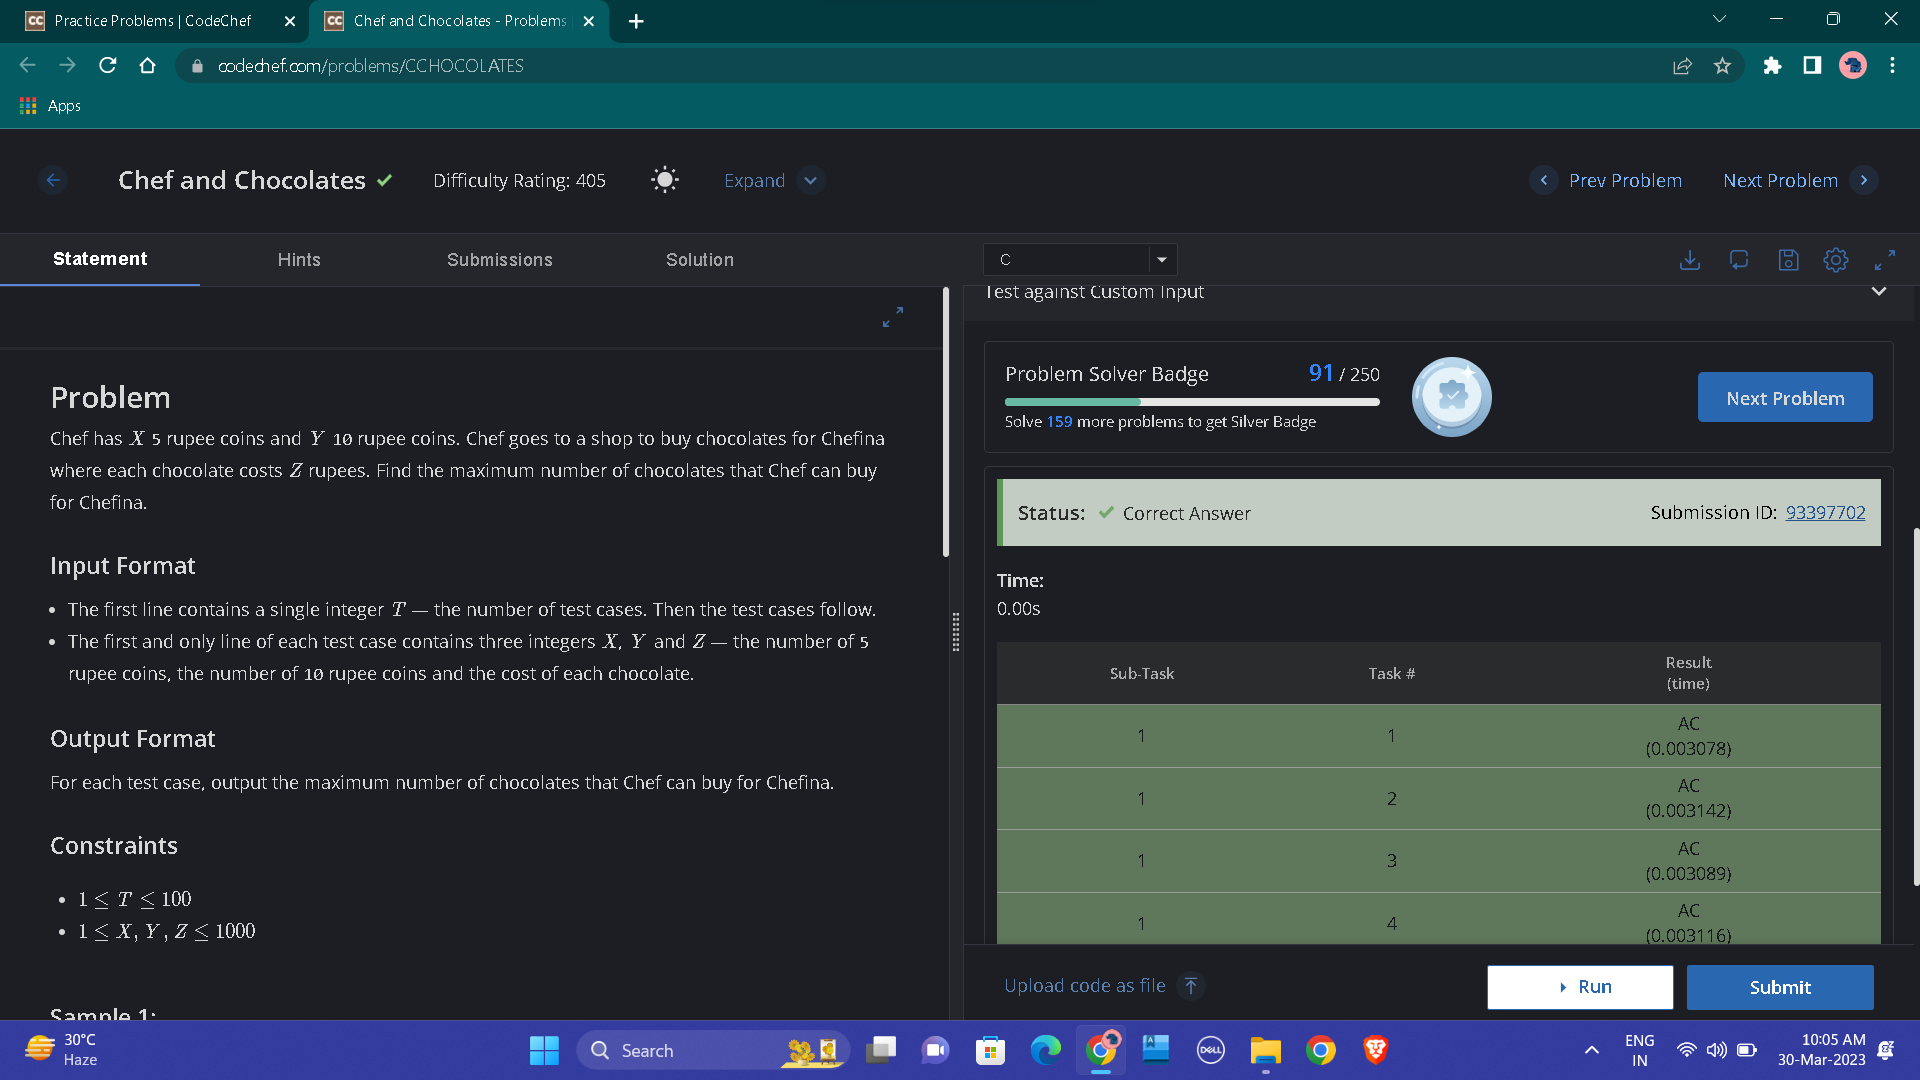 Practice Problems | CodeChef
Chef and Chocolates - Problems
codechef.com/problems/CCHOCOLATES
Apps
Chef and Chocolates
Difficulty Rating: 405
Expand
Prev Problem
Next Problem
Statement
Hints
Submissions
Solution
C
Problem
Chef has X 5 rupee coins and Y 10 rupee coins. Chef goes to a shop to buy chocolates for Chefina
where each chocolate costs Z rupees. Find the maximum number of chocolates that Chef can buy
for Chefina.
Input Format
• The first line contains a single integer T — the number of test cases. Then the test cases follow.
• The first and only line of each test case contains three integers X, Y and Z — the number of 5
rupee coins, the number of 10 rupee coins and the cost of each chocolate.
Output Format
For each test case, output the maximum number of chocolates that Chef can buy for Chefina.
Constraints
• 1 ≤ T ≤ 100
• 1 ≤ X, Y, Z ≤ 1000
Sample 1:
Test against Custom Input
Problem Solver Badge
91 / 250
Solve 159 more problems to get Silver Badge
Next Problem
Status: Correct Answer
Submission ID: 93397702
Time:
0.00s
Sub-Task
Task #
Result
(time)
1
1
AC
(0.003078)
1
2
AC
(0.003142)
1
3
AC
(0.003089)
1
4
AC
(0.003116)
Upload code as file
Run
Submit
30°C
Haze
Search
DELL
ENG
IN
10:05 AM
30-Mar-2023